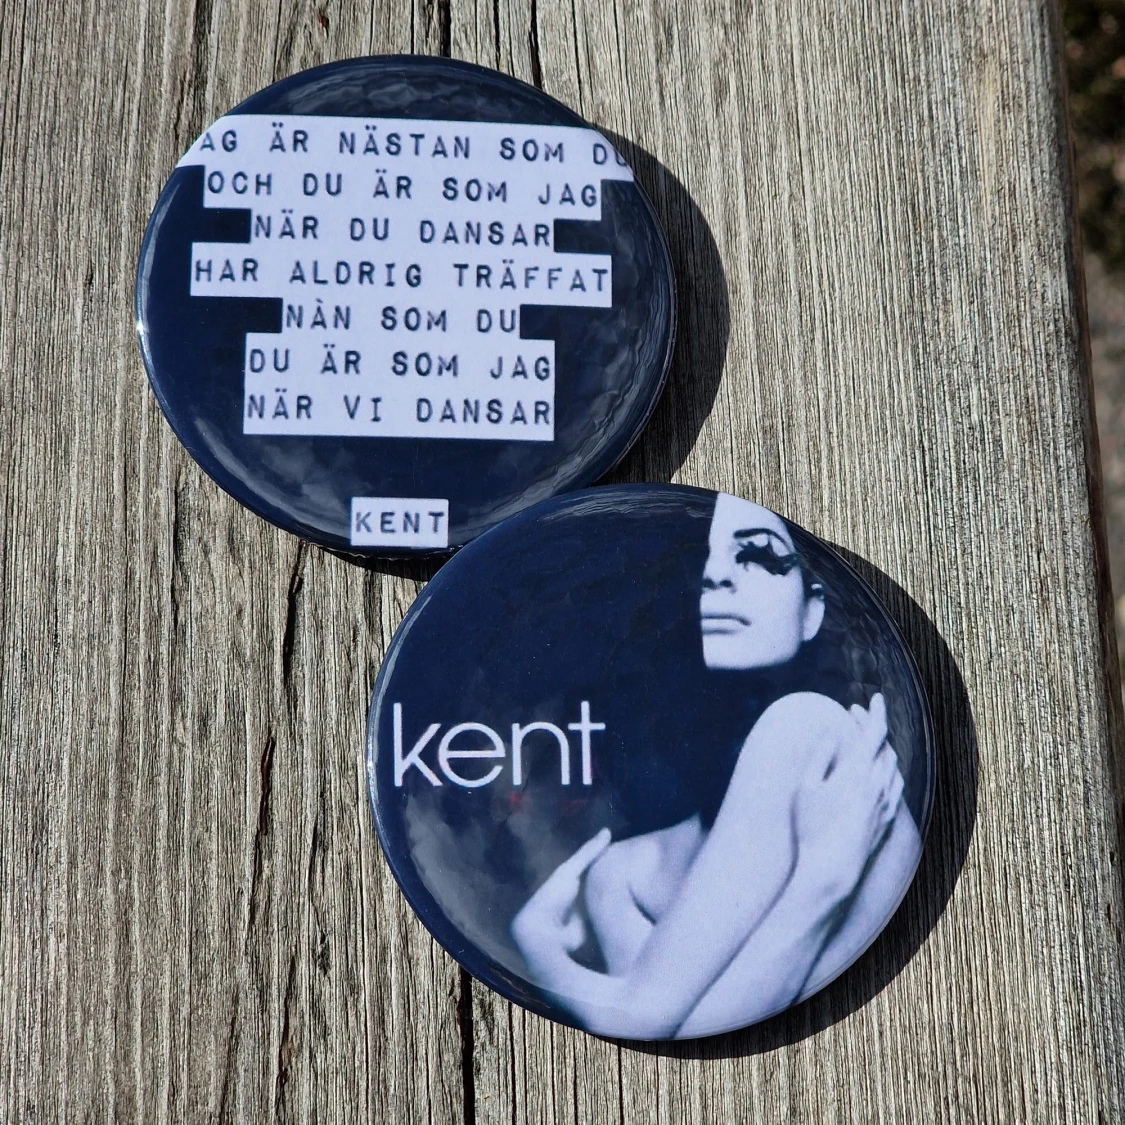 AG ÄR NÄSTAN SOM DU
OCH DU ÄR SOM JAG
NÄR DU DANSAR
HAR ALDRIG TRÄFFAT
NÅN SOM DU
DU ÄR SOM JAG
NÄR VI DANSAR
KENT
kent